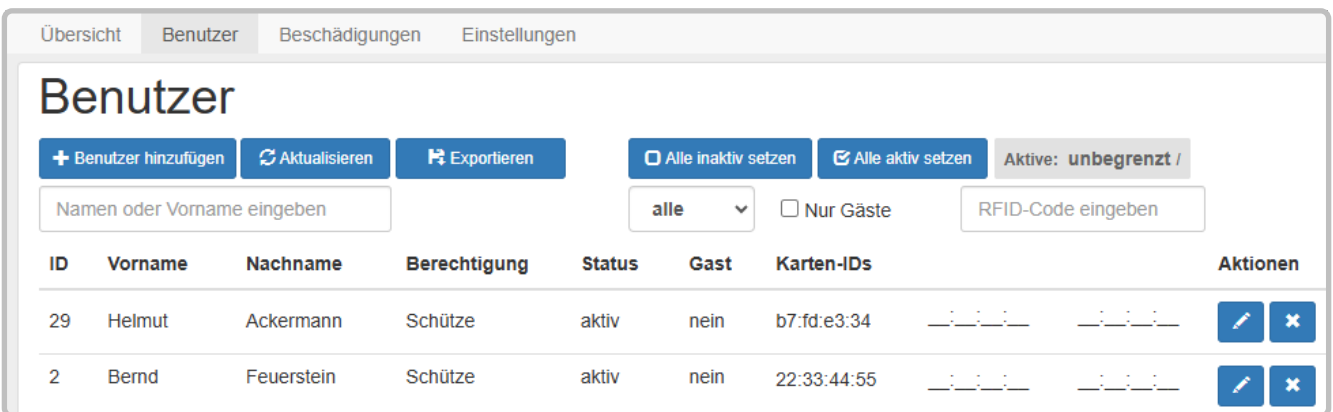 Übersicht Benutzer Beschädigungen Einstellungen
Benutzer
Benutzer hinzufügen Aktualisieren Exportieren Alle inaktiv setzen Alle aktiv setzen Aktive: unbegrenzt /
Namen oder Vorname eingeben alle Nur Gäste RFID-Code eingeben
ID Vorname Nachname Berechtigung Status Gast Karten-IDs Aktionen
29 Helmut Ackermann Schütze aktiv nein b7:fd:e3:34 __:__:__:__ __:__:__:__
2 Bernd Feuerstein Schütze aktiv nein 22:33:44:55 __:__:__:__ __:__:__:__